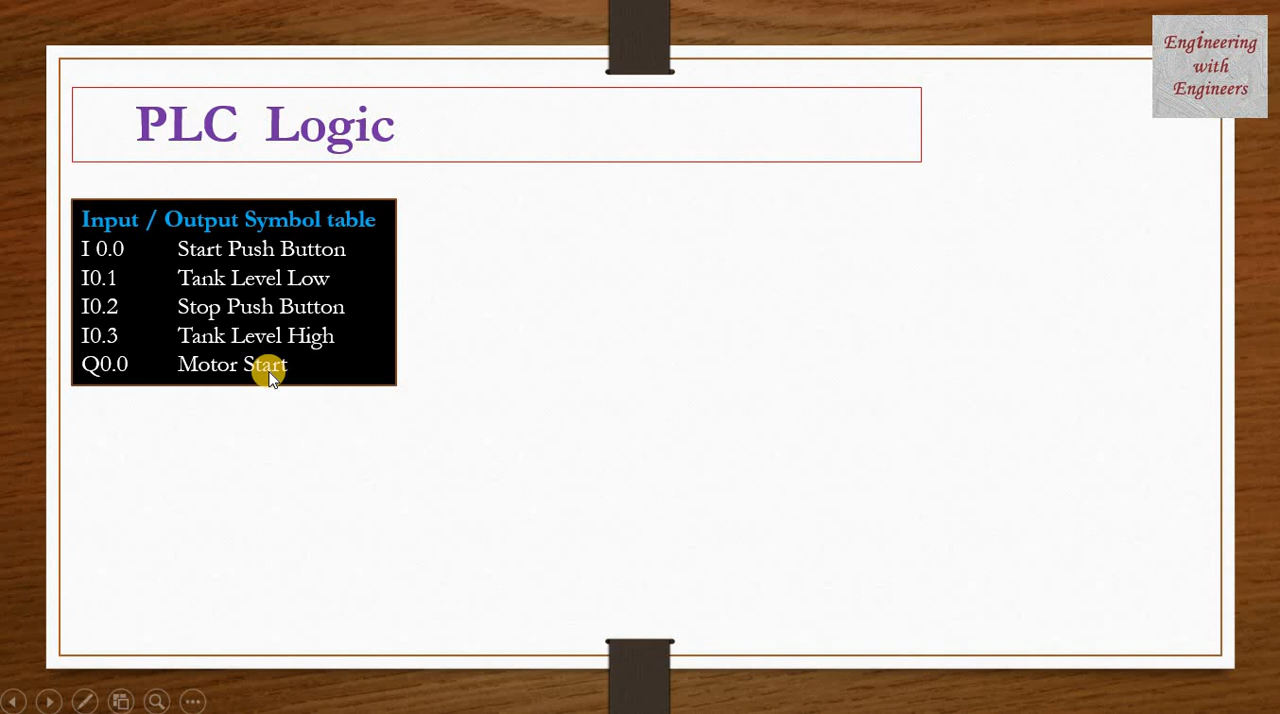 Engineering
with
Engineers
PLC Logic
Input / Output Symbol table
I 0.0 Start Push Button
I0.1 Tank Level Low
I0.2 Stop Push Button
I0.3 Tank Level High
Q0.0 Motor Start